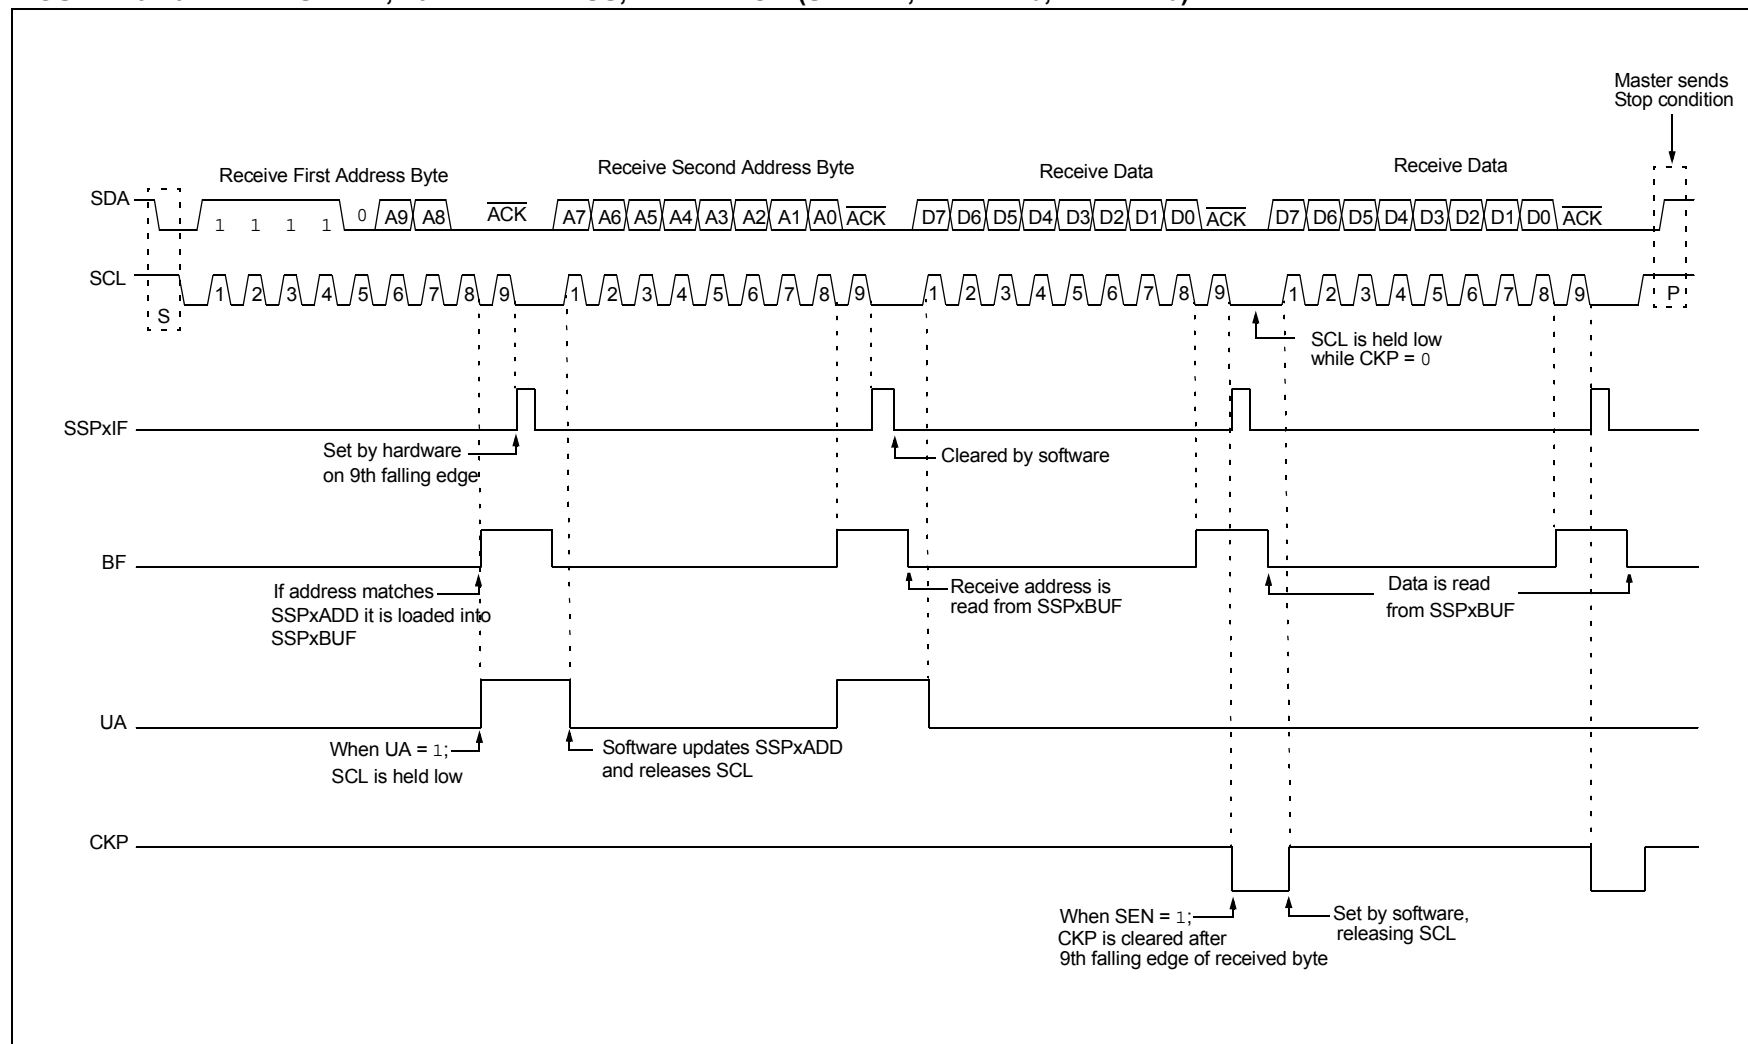 Master sends
Stop condition
Receive First Address Byte
Receive Second Address Byte
Receive Data
Receive Data
SDA
1 1 1 1 0 A9 A8 ACK A7 A6 A5 A4 A3 A2 A1 A0 ACK D7 D6 D5 D4 D3 D2 D1 D0 ACK D7 D6 D5 D4 D3 D2 D1 D0 ACK
SCL
S 1 2 3 4 5 6 7 8 9 1 2 3 4 5 6 7 8 9 1 2 3 4 5 6 7 8 9 1 2 3 4 5 6 7 8 9 P
SCL is held low
while CKP = 0
SSPxIF
Set by hardware
on 9th falling edge
Cleared by software
BF
If address matches
SSPxADD it is loaded into
SSPxBUF
Receive address is
read from SSPxBUF
Data is read
from SSPxBUF
UA
When UA = 1;
SCL is held low
Software updates SSPxADD
and releases SCL
CKP
When SEN = 1;
CKP is cleared after
9th falling edge of received byte
Set by software,
releasing SCL